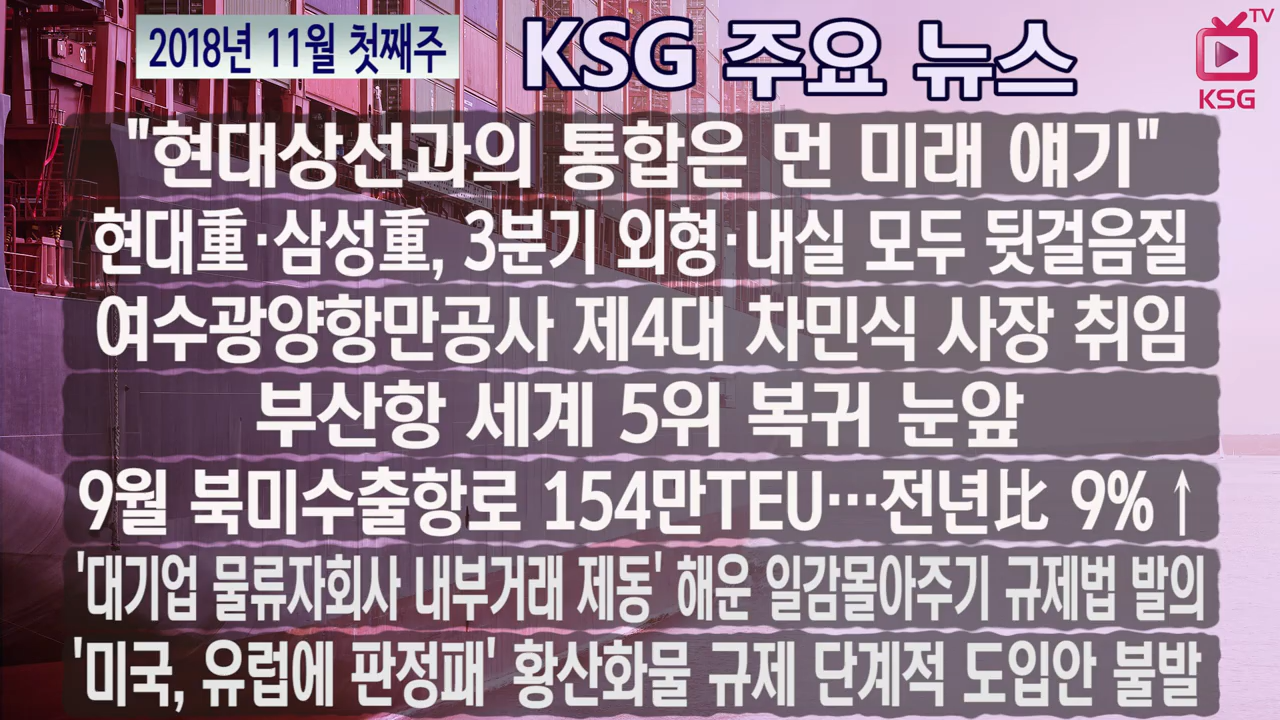 2018년 11월 첫째주
KSG 주요 뉴스
TV
KSG
"현대상선과의 통합은 먼 미래 얘기"
현대重·삼성重, 3분기 외형·내실 모두 뒷걸음질
여수광양항만공사 제4대 차민식 사장 취임
부산항 세계 5위 복귀 눈앞
9월 북미수출항로 154만TEU…전년比 9%↑
'대기업 물류자회사 내부거래 제동' 해운 일감몰아주기 규제법 발의
'미국, 유럽에 판정패' 황산화물 규제 단계적 도입안 불발